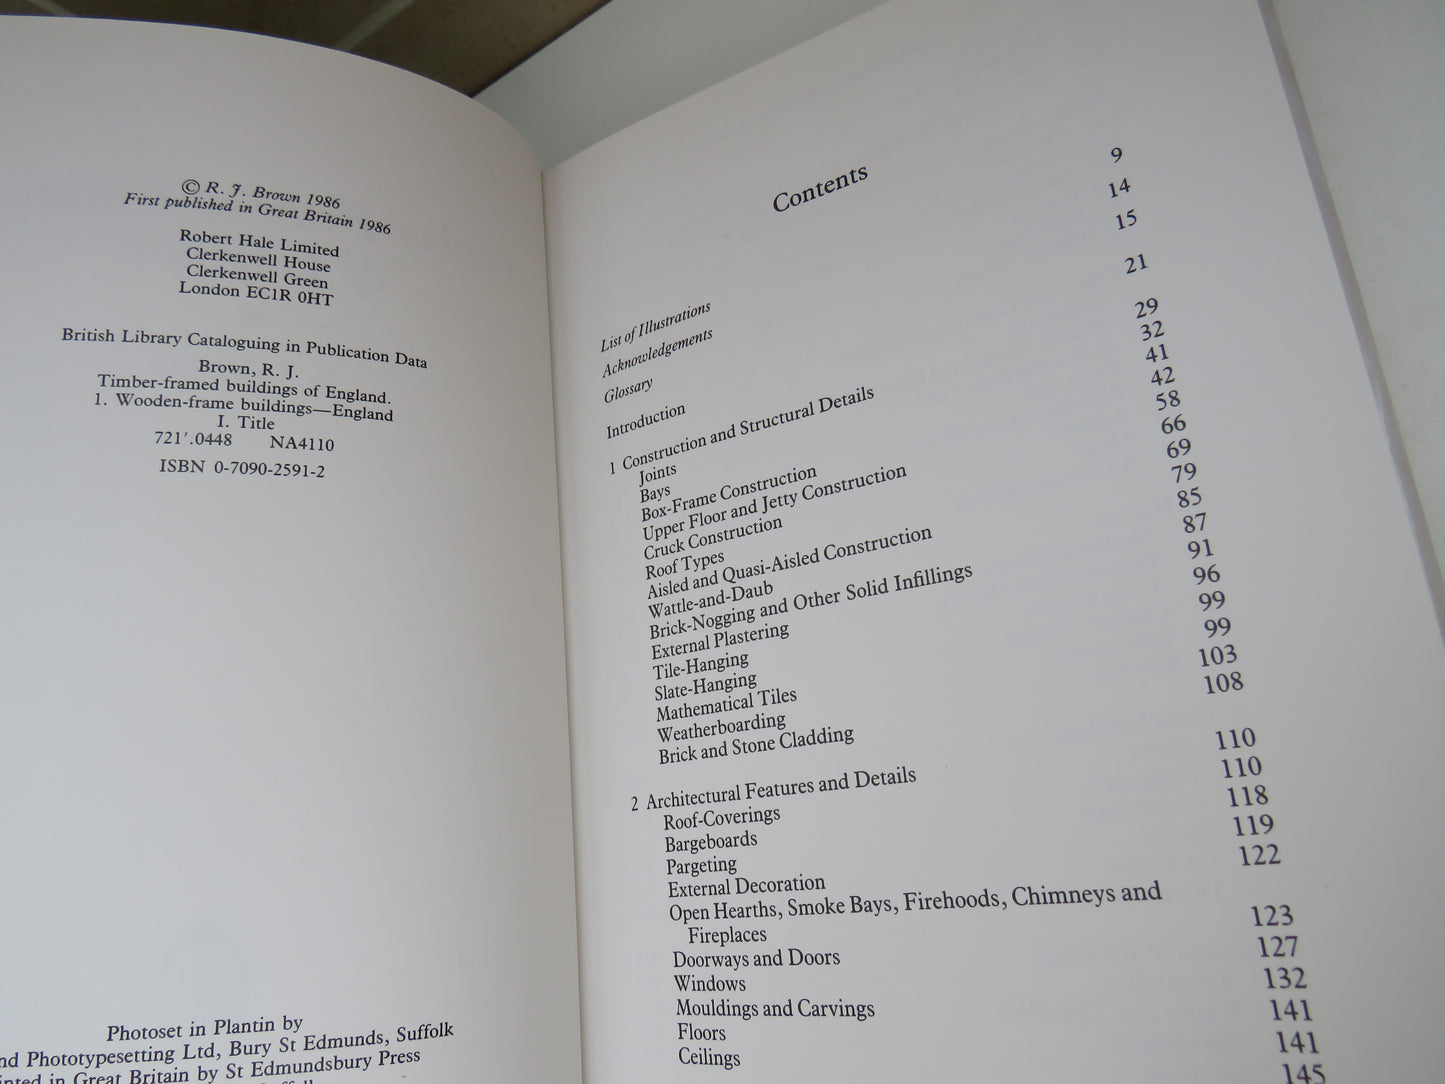 © R. J. Brown 1986
First published in Great Britain 1986
Robert Hale Limited
Clerkenwell House
Clerkenwell Green
London EC1R 0HT
British Library Cataloguing in Publication Data
Brown, R. J.
Timber-framed buildings of England.
1. Wooden-frame buildings—England
I. Title
721'.0448 NA4110
ISBN 0-7090-2591-2
Photoset in Plantin by
Phototypesetting Ltd, Bury St Edmunds, Suffolk
in Great Britain by St Edmundsbury Press
Contents
List of Illustrations 9
Acknowledgements 14
Glossary 15
Introduction 21
1 Construction and Structural Details 29
Joints 32
Bays 41
Box-Frame Construction 42
Upper Floor and Jetty Construction 58
Cruck Construction 66
Roof Types 69
Aisled and Quasi-Aisled Construction 79
Wattle-and-Daub 85
Brick-Nogging and Other Solid Infillings 87
External Plastering 91
Tile-Hanging 96
Slate-Hanging 99
Mathematical Tiles 99
Weatherboarding 103
Brick and Stone Cladding 108
2 Architectural Features and Details 110
Roof-Coverings 110
Bargeboards 118
Pargeting 119
External Decoration 122
Open Hearths, Smoke Bays, Firehoods, Chimneys and
Fireplaces 123
Doorways and Doors 127
Windows 132
Mouldings and Carvings 141
Floors 141
Ceilings 145